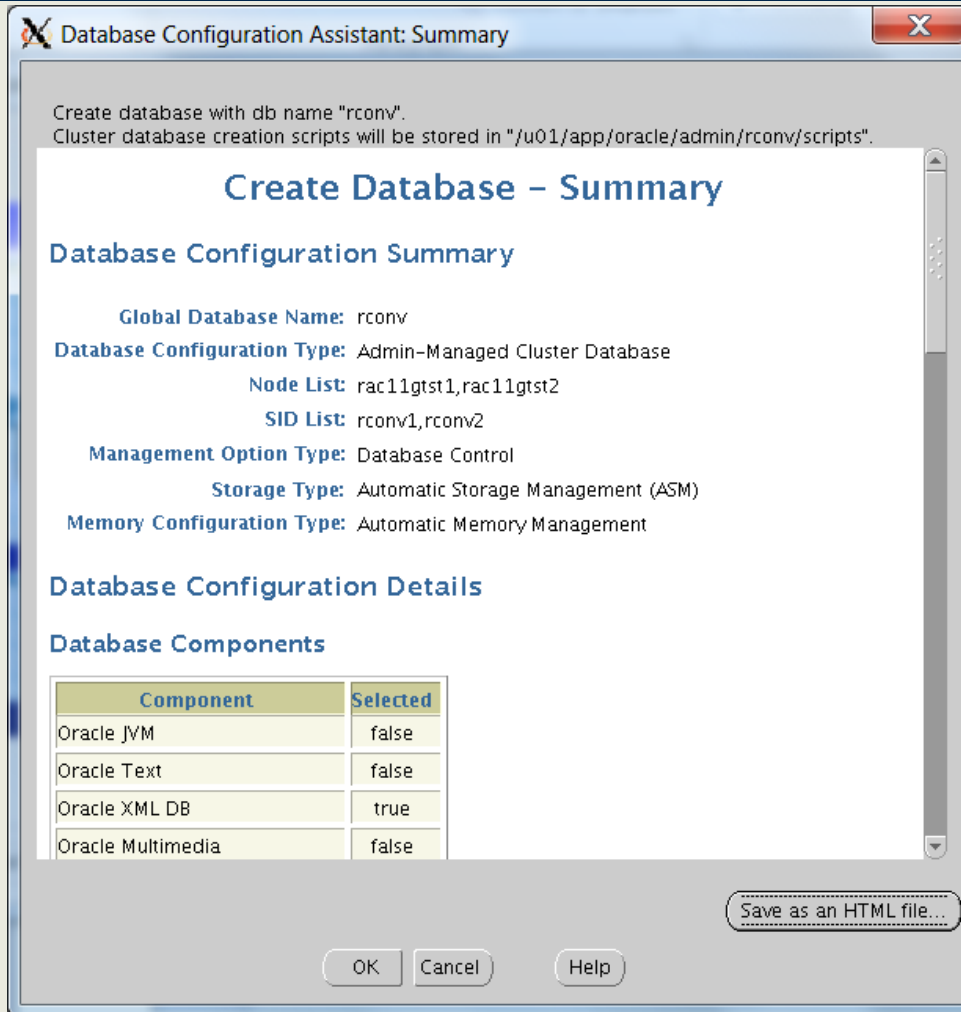 Database Configuration Assistant: Summary
Create database with db name "rconv".
Cluster database creation scripts will be stored in "/u01/app/oracle/admin/rconv/scripts".
Create Database - Summary
Database Configuration Summary
Global Database Name: rconv
Database Configuration Type: Admin-Managed Cluster Database
Node List: rac11gtst1,rac11gtst2
SID List: rconv1,rconv2
Management Option Type: Database Control
Storage Type: Automatic Storage Management (ASM)
Memory Configuration Type: Automatic Memory Management
Database Configuration Details
Database Components
Component Selected
Oracle JVM false
Oracle Text false
Oracle XML DB true
Oracle Multimedia false
Save as an HTML file...
OK Cancel Help